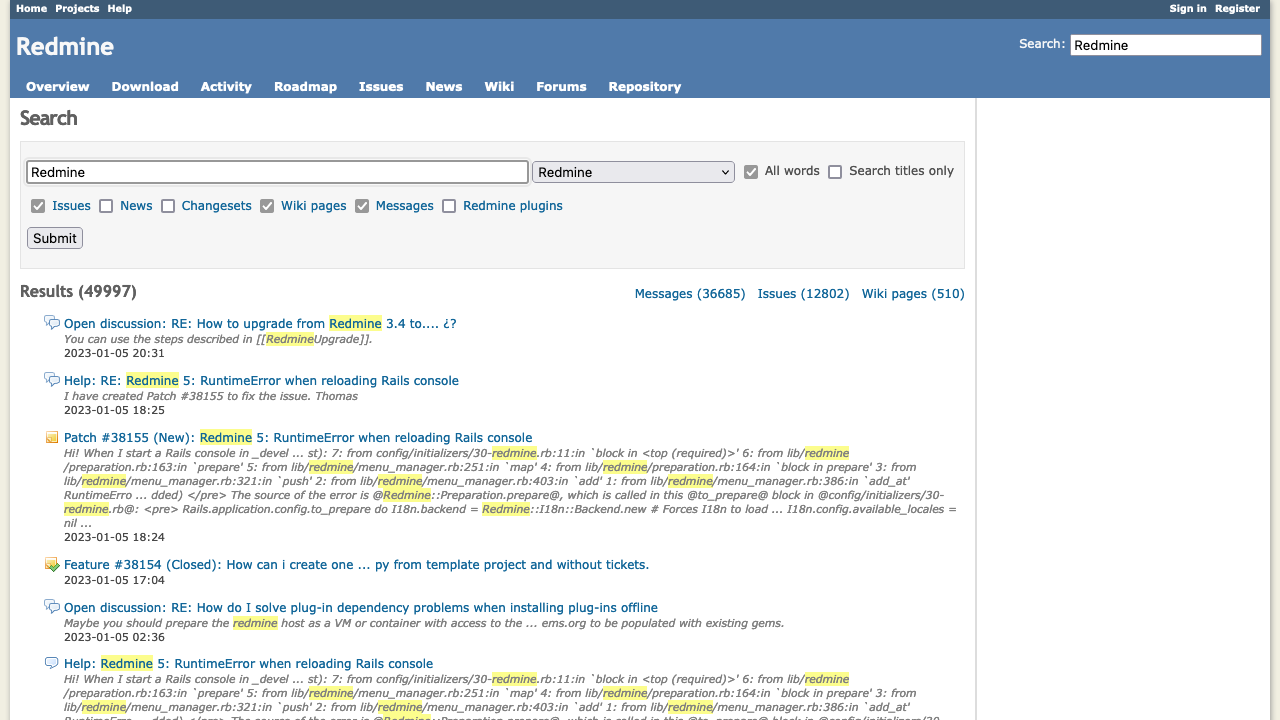 Home Projects Help Sign in Register
Redmine Search: Redmine
Overview Download Activity Roadmap Issues News Wiki Forums Repository
Search
Redmine Redmine All words Search titles only
Issues News Changesets Wiki pages Messages Redmine plugins
Submit
Results (49997) Messages (36685) Issues (12802) Wiki pages (510)
Open discussion: RE: How to upgrade from Redmine 3.4 to.... ¿?
You can use the steps described in [[RedmineUpgrade]].
2023-01-05 20:31
Help: RE: Redmine 5: RuntimeError when reloading Rails console
I have created Patch #38155 to fix the issue. Thomas
2023-01-05 18:25
Patch #38155 (New): Redmine 5: RuntimeError when reloading Rails console
Hi! When I start a Rails console in _devel ... st): 7: from config/initializers/30-redmine.rb:11:in `block in <top (required)>' 6: from lib/redmine
/preparation.rb:163:in `prepare' 5: from lib/redmine/menu_manager.rb:251:in `map' 4: from lib/redmine/preparation.rb:164:in `block in prepare' 3: from
lib/redmine/menu_manager.rb:321:in `push' 2: from lib/redmine/menu_manager.rb:403:in `add' 1: from lib/redmine/menu_manager.rb:386:in `add_at'
RuntimeErro ... dded) </pre> The source of the error is @Redmine::Preparation.prepare@, which is called in this @to_prepare@ block in @config/initializers/30-
redmine.rb@: <pre> Rails.application.config.to_prepare do I18n.backend = Redmine::I18n::Backend.new # Forces I18n to load ... I18n.config.available_locales =
nil ...
2023-01-05 18:24
Feature #38154 (Closed): How can i create one ... py from template project and without tickets.
2023-01-05 17:04
Open discussion: RE: How do I solve plug-in dependency problems when installing plug-ins offline
Maybe you should prepare the redmine host as a VM or container with access to the ... ems.org to be populated with existing gems.
2023-01-05 02:36
Help: Redmine 5: RuntimeError when reloading Rails console
Hi! When I start a Rails console in _devel ... st): 7: from config/initializers/30-redmine.rb:11:in `block in <top (required)>' 6: from lib/redmine
/preparation.rb:163:in `prepare' 5: from lib/redmine/menu_manager.rb:251:in `map' 4: from lib/redmine/preparation.rb:164:in `block in prepare' 3: from
lib/redmine/menu_manager.rb:321:in `push' 2: from lib/redmine/menu_manager.rb:403:in `add' 1: from lib/redmine/menu_manager.rb:386:in `add_at'